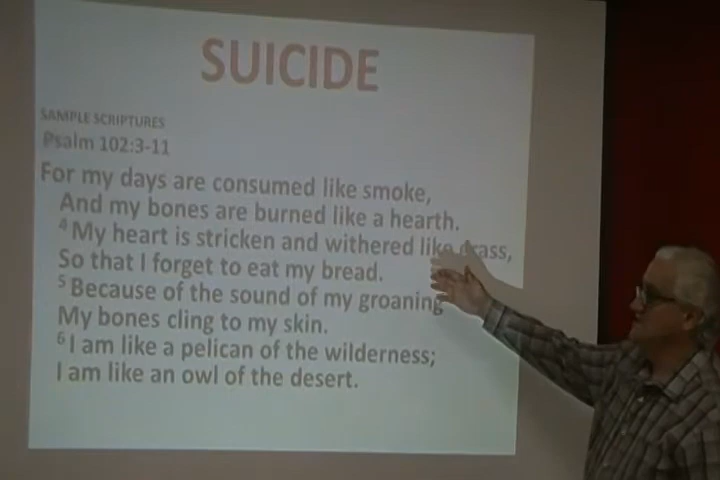 SUICIDE
SAMPLE SCRIPTURES
Psalm 102:3-11
For my days are consumed like smoke,
And my bones are burned like a hearth.
4 My heart is stricken and withered like grass,
So that I forget to eat my bread.
5 Because of the sound of my groaning
My bones cling to my skin.
6 I am like a pelican of the wilderness;
I am like an owl of the desert.